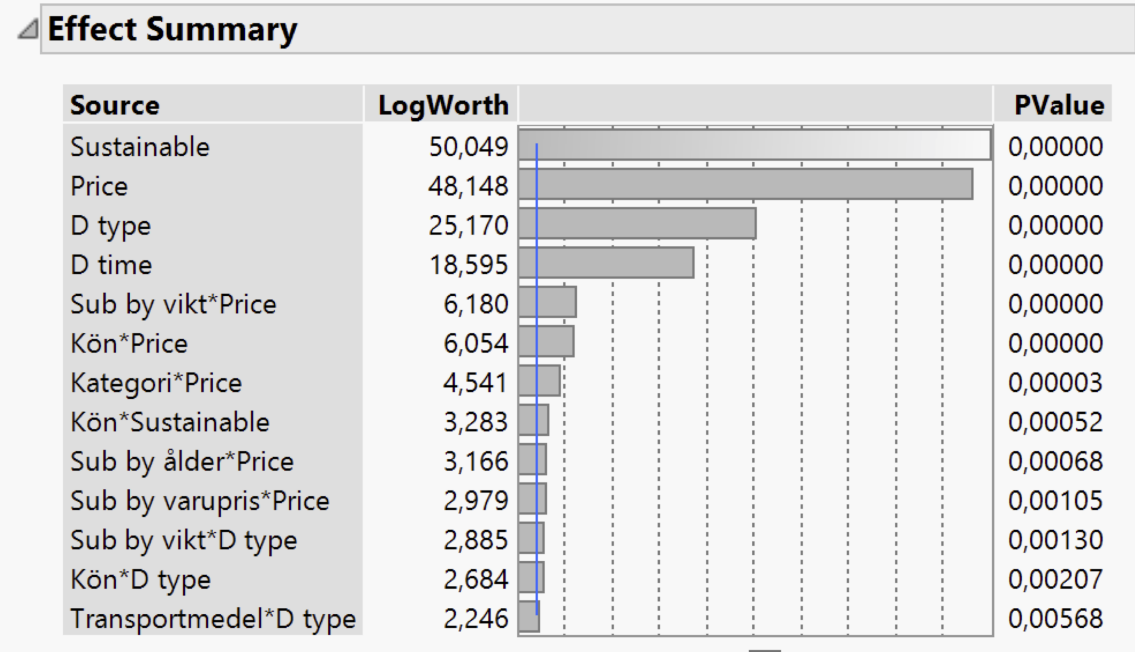 Effect Summary
Source LogWorth PValue
Sustainable 50,049 0,00000
Price 48,148 0,00000
D type 25,170 0,00000
D time 18,595 0,00000
Sub by vikt*Price 6,180 0,00000
Kön*Price 6,054 0,00000
Kategori*Price 4,541 0,00003
Kön*Sustainable 3,283 0,00052
Sub by ålder*Price 3,166 0,00068
Sub by varupris*Price 2,979 0,00105
Sub by vikt*D type 2,885 0,00130
Kön*D type 2,684 0,00207
Transportmedel*D type 2,246 0,00568